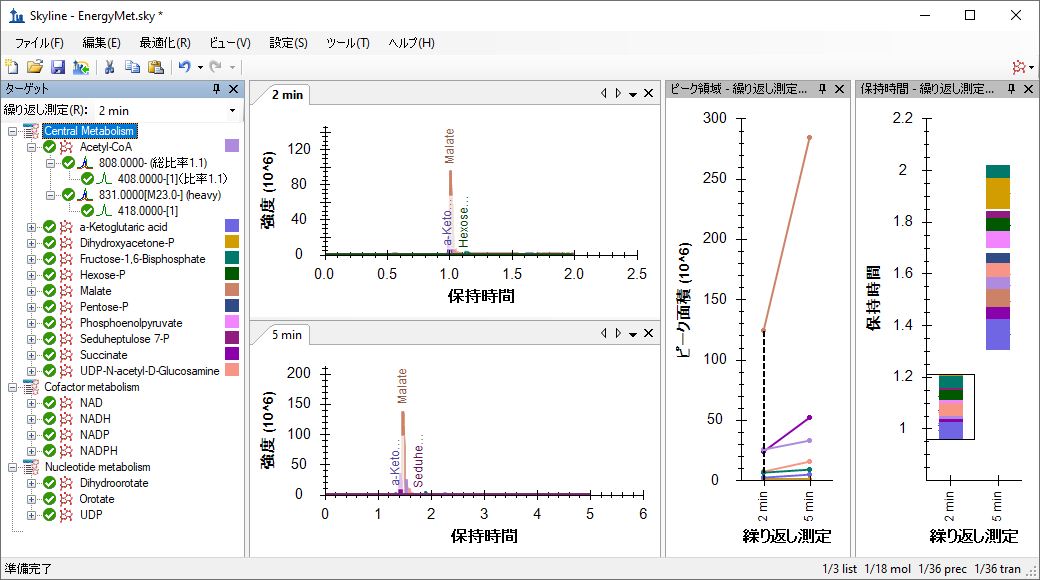 Skyline - EnergyMet.sky *
ファイル(F) 編集(E) 最適化(R) ビュー(V) 設定(S) ツール(T) ヘルプ(H)
ターゲット
繰り返し測定(R): 2 min
Central Metabolism
Acetyl-CoA
808.0000- (総比率1.1)
408.0000-[1](比率1.1)
831.0000[M23.0-] (heavy)
418.0000-[1]
a-Ketoglutaric acid
Dihydroxyacetone-P
Fructose-1,6-Bisphosphate
Hexose-P
Malate
Pentose-P
Phosphoenolpyruvate
Seduheptulose 7-P
Succinate
UDP-N-acetyl-D-Glucosamine
Cofactor metabolism
NAD
NADH
NADP
NADPH
Nucleotide metabolism
Dihydroorotate
Orotate
UDP
2 min
強度 (10^6)
120
80
40
0
Malate
a-Keto...
Hexose...
0.0 0.5 1.0 1.5 2.0 2.5
保持時間
5 min
強度 (10^6)
200
150
100
50
0
Malate
a-Keto...
Seduhe...
0 1 2 3 4 5 6
保持時間
ピーク領域 - 繰り返し測定...
ピーク面積 (10^6)
300
250
200
150
100
50
0
2 min 5 min
繰り返し測定
保持時間 - 繰り返し測定...
保持時間
2.2
2
1.8
1.6
1.4
1.2
1
2 min 5 min
繰り返し測定
準備完了
1/3 list 1/18 mol 1/36 prec 1/36 tran